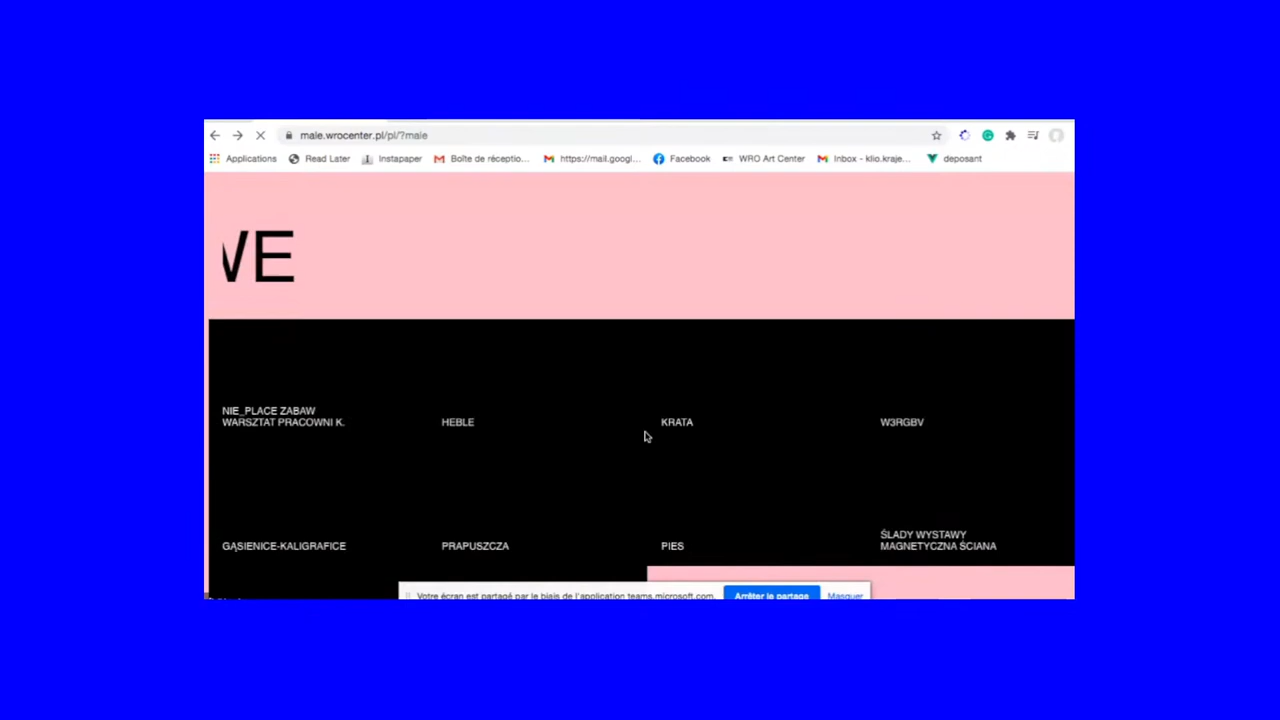 male.wrocenter.pl/pl/?male
Applications Read Later Instapaper Boîte de réceptio... https://mail.googl... Facebook WRO Art Center Inbox - klio.kraje... deposant
WE
NIE_PLACE ZABAW
WARSZTAT PRACOWNI K. HEBLE KRATA W3RGBV
ŚLADY WYSTAWY
GĄSIENICE-KALIGRAFICE PRAPUSZCZA PIES MAGNETYCZNA ŚCIANA
Votre écran est partagé par le biais de l'application teams.microsoft.com. Arrêter le partage Masquer